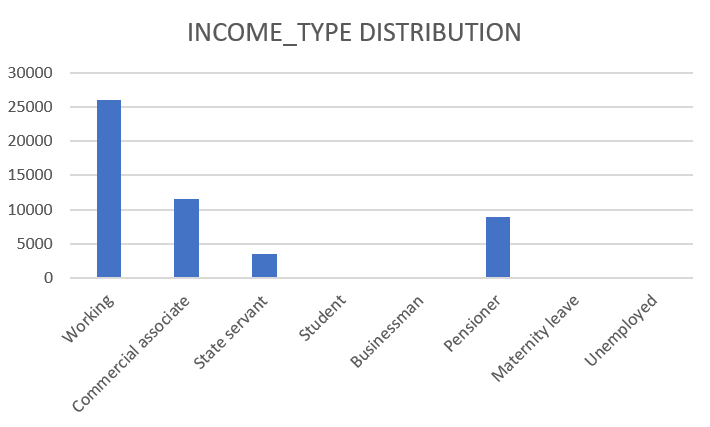 INCOME_TYPE DISTRIBUTION
30000
25000
20000
15000
10000
5000
0
Working
Commercial associate
State servant
Student
Businessman
Pensioner
Maternity leave
Unemployed